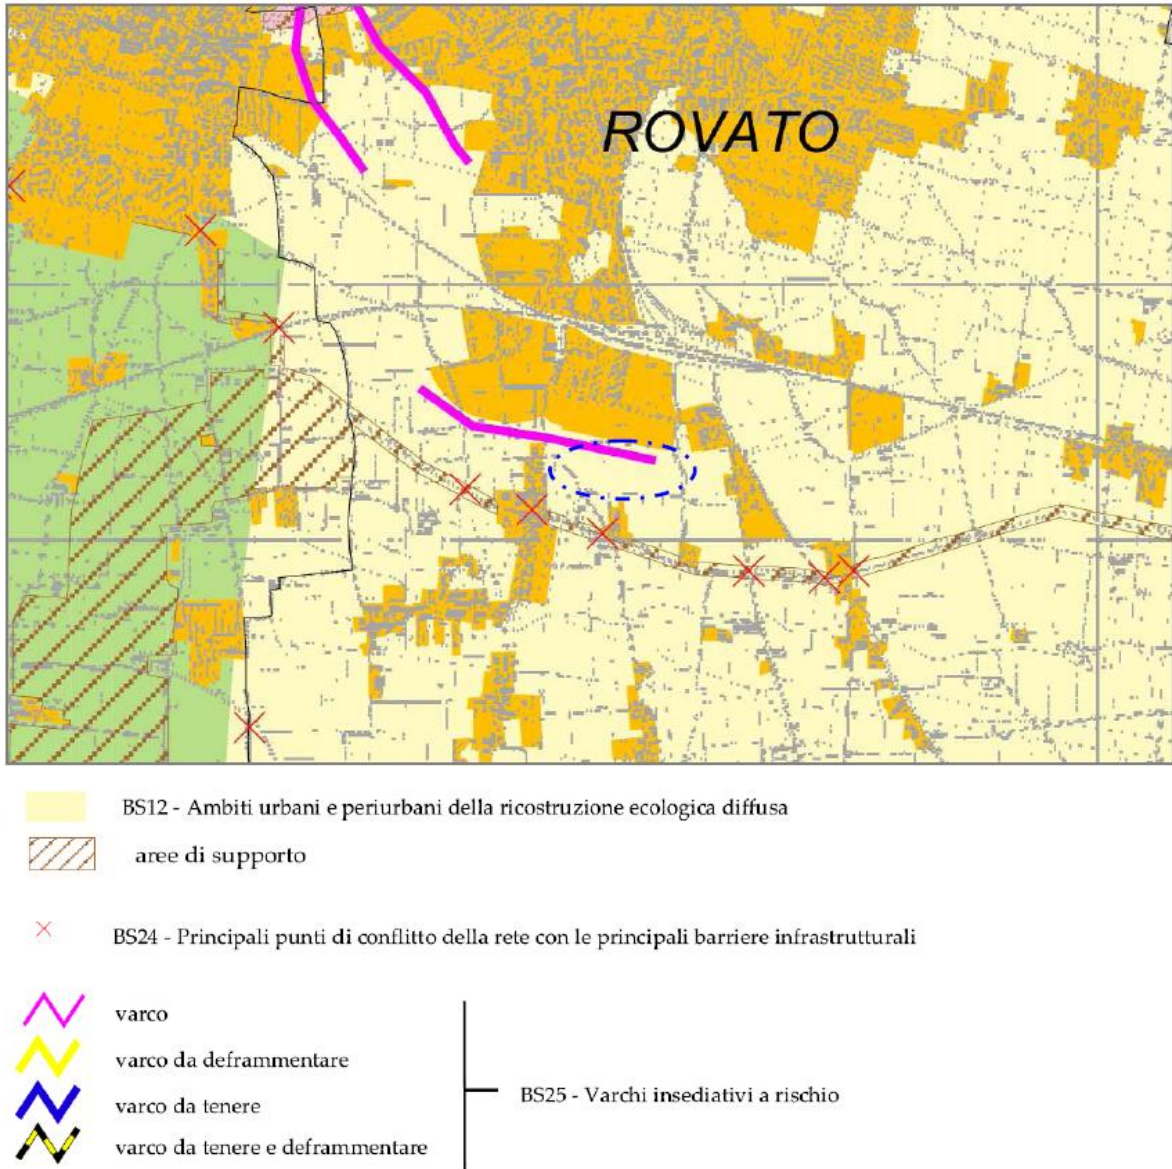 ROVATO
BS12 - Ambiti urbani e periurbani della ricostruzione ecologica diffusa
aree di supporto
BS24 - Principali punti di conflitto della rete con le principali barriere infrastrutturali
varco
varco da deframmentare
varco da tenere
varco da tenere e deframmentare
BS25 - Varchi insediativi a rischio